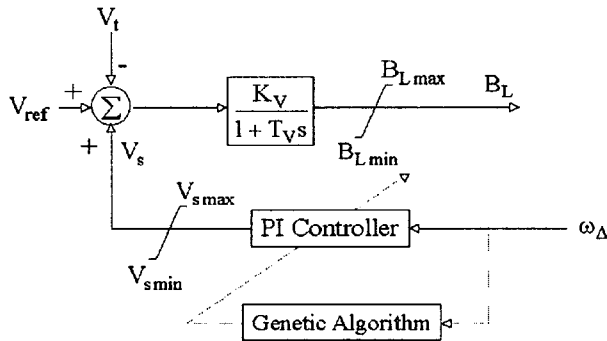 V_t
-
+
V_ref
Σ
K_V
1 + T_V s
B_L max
B_L
+
V_s
B_L min
V_s max
PI Controller
ω_Δ
V_s min
Genetic Algorithm